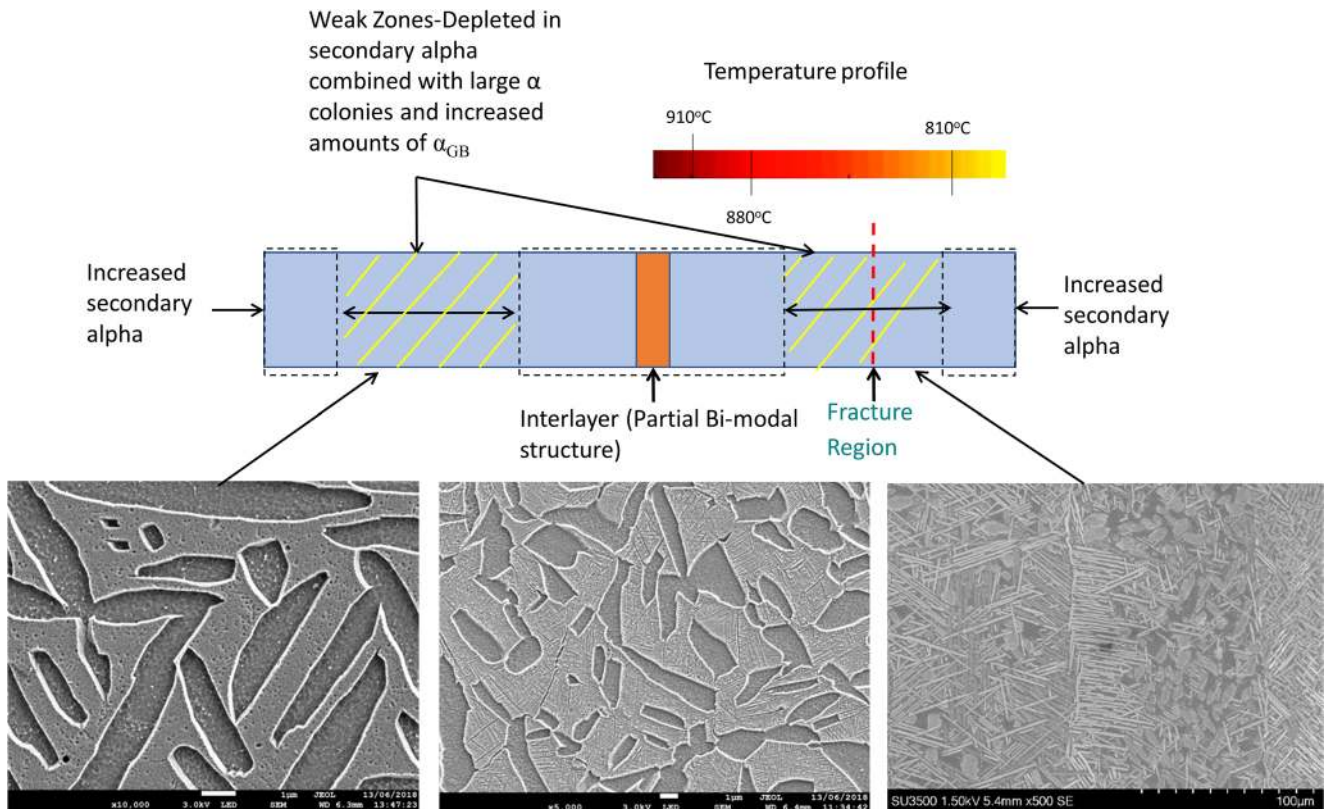 Weak Zones-Depleted in
secondary alpha
combined with large α
colonies and increased
amounts of αGB
Temperature profile
910°C
810°C
880°C
Increased
secondary
alpha
Increased
secondary
alpha
Interlayer (Partial Bi-modal
structure)
Fracture
Region
1μm JEOL 13/06/2018
x10,000 3.0kV LED SEM WD 6.3mm 13:47:23
1μm JEOL 13/06/2018
x5,000 3.0kV LED SEM WD 6.4mm 11:34:42
SU3500 1.50kV 5.4mm x500 SE 100μm